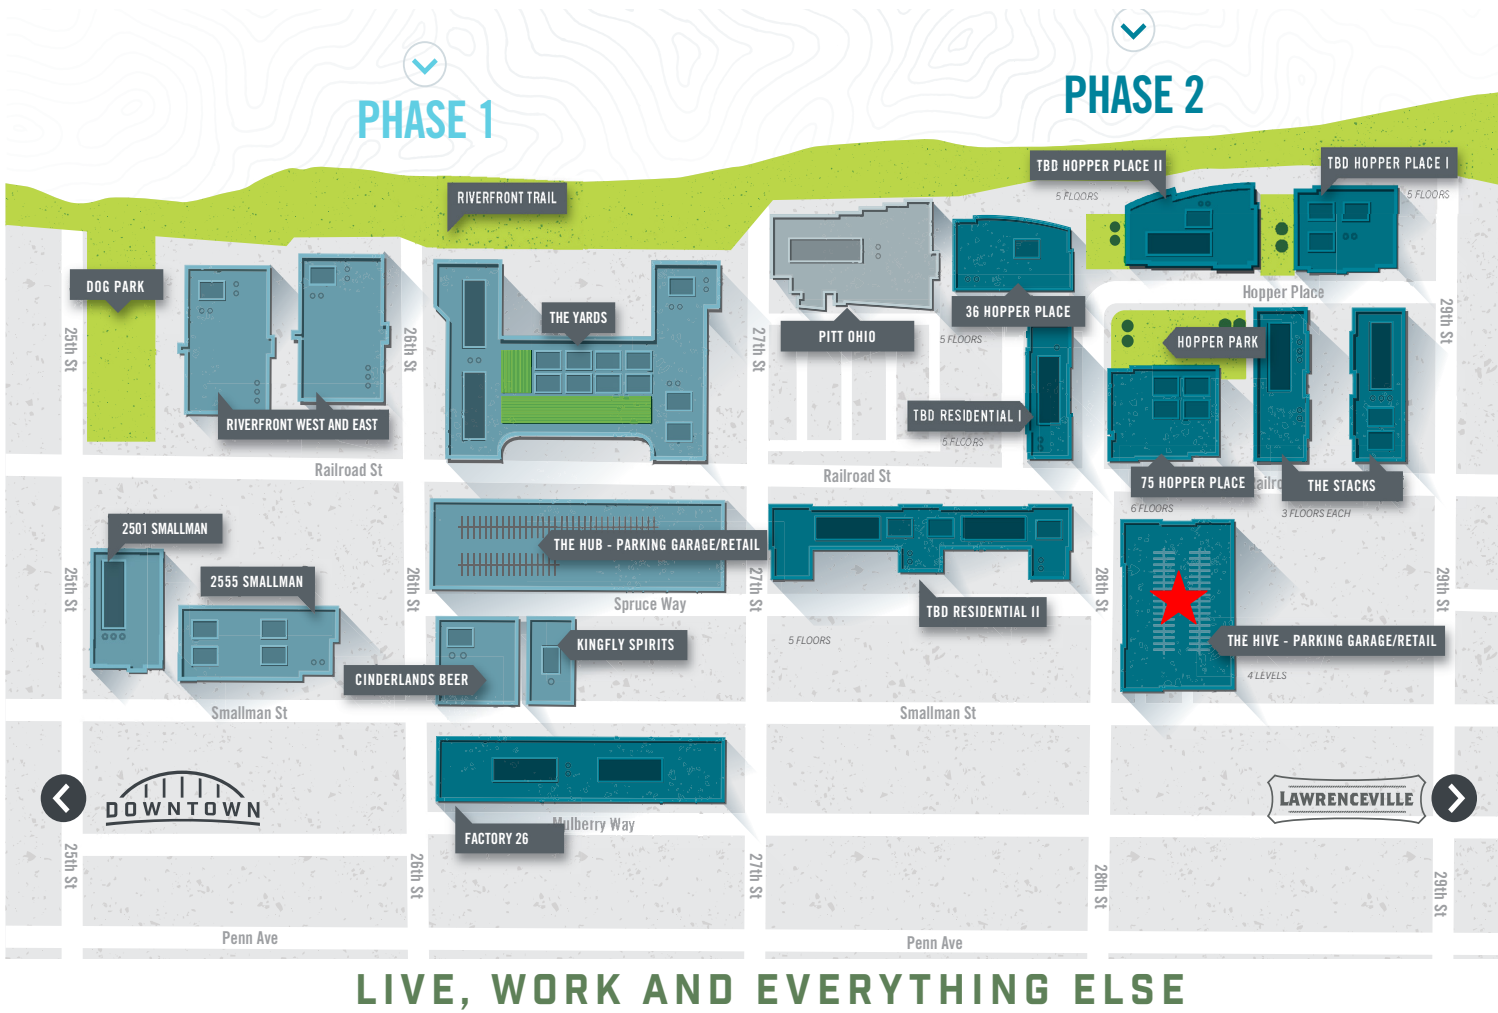 PHASE 1
PHASE 2
TBD HOPPER PLACE II
TBD HOPPER PLACE I
5 FLOORS
5 FLOORS
RIVERFRONT TRAIL
DOG PARK
THE YARDS
Hopper Place
36 HOPPER PLACE
PITT OHIO
5 FLOORS
HOPPER PARK
25th St
26th St
27th St
29th St
RIVERFRONT WEST AND EAST
TBD RESIDENTIAL I
5 FLOORS
Railroad St
Railroad St
75 HOPPER PLACE
THE STACKS
6 FLOORS
3 FLOORS EACH
2501 SMALLMAN
THE HUB - PARKING GARAGE/RETAIL
2555 SMALLMAN
25th St
26th St
27th St
28th St
29th St
Spruce Way
TBD RESIDENTIAL II
5 FLOORS
KINGFLY SPIRITS
THE HIVE - PARKING GARAGE/RETAIL
CINDERLANDS BEER
4 LEVELS
Smallman St
Smallman St
DOWNTOWN
LAWRENCEVILLE
Mulberry Way
FACTORY 26
25th St
26th St
27th St
28th St
29th St
Penn Ave
Penn Ave
LIVE, WORK AND EVERYTHING ELSE